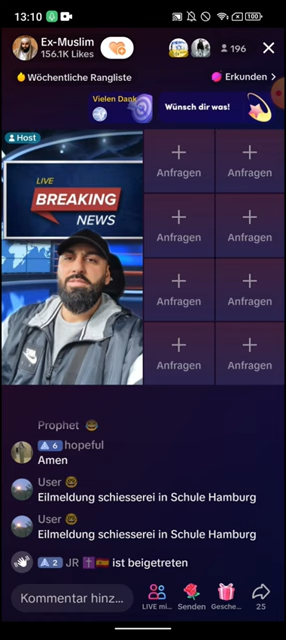 13:10
100
Ex-Muslim
156.1K Likes
196
Wöchentliche Rangliste
Erkunden
Vielen Dank
Wünsch dir was!
Host
LIVE
BREAKING
NEWS
Anfragen
Anfragen
Anfragen
Anfragen
Anfragen
Anfragen
Anfragen
Anfragen
Prophet
6 hopeful
Amen
User
Eilmeldung schiesserei in Schule Hamburg
User
Eilmeldung schiesserei in Schule Hamburg
2 JR ist beigetreten
Kommentar hinz...
LIVE mi...
Senden
Gesche...
25